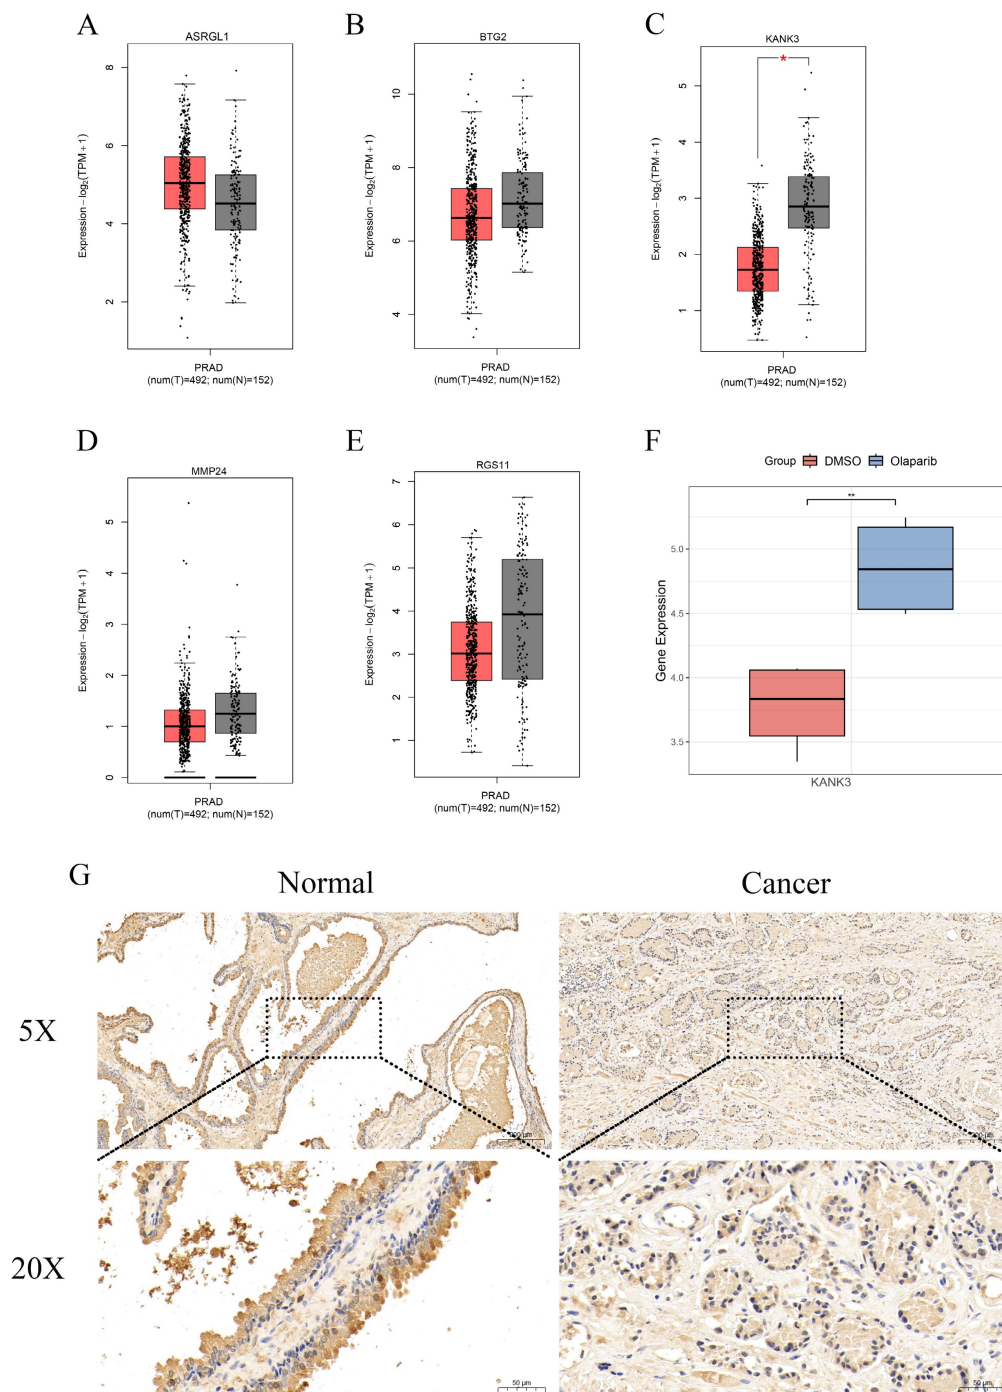 A
ASRGL1
Expression − log2(TPM + 1)
8
6
4
2
PRAD
(num(T)=492; num(N)=152)
B
BTG2
Expression − log2(TPM + 1)
10
8
6
4
PRAD
(num(T)=492; num(N)=152)
C
KANK3
*
Expression − log2(TPM + 1)
5
4
3
2
1
PRAD
(num(T)=492; num(N)=152)
D
MMP24
Expression − log2(TPM + 1)
5
4
3
2
1
0
PRAD
(num(T)=492; num(N)=152)
E
RGS11
Expression − log2(TPM + 1)
7
6
5
4
3
2
1
PRAD
(num(T)=492; num(N)=152)
F
Group DMSO Olaparib
**
Gene Expression
5.0
4.5
4.0
3.5
KANK3
G
Normal Cancer
5X
20X
50 μm
50 μm